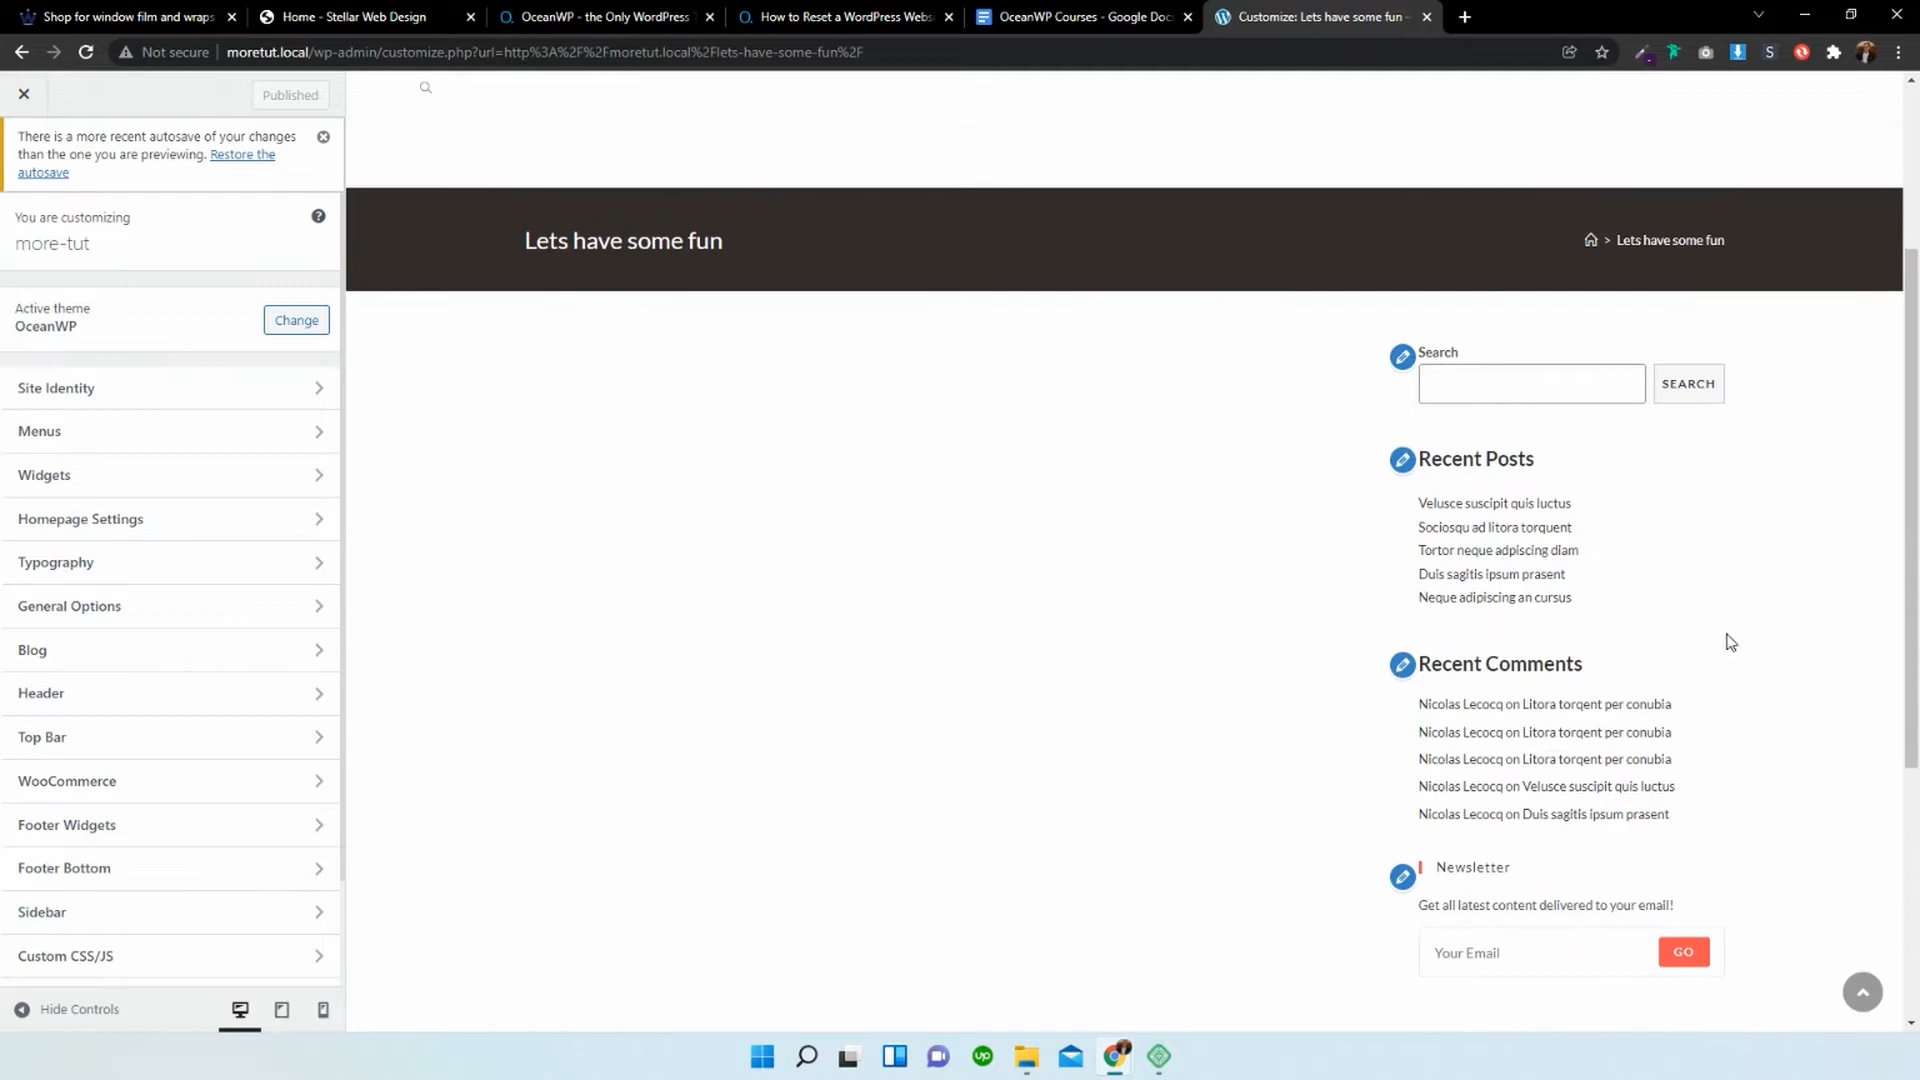 Shop for window film and wraps
Home - Stellar Web Design
OceanWP - the Only WordPress
How to Reset a WordPress Webs
OceanWP Courses - Google Doc
Customize: Lets have some fun -
Not secure
moretut.local/wp-admin/customize.php?url=http%3A%2F%2Fmoretut.local%2Flets-have-some-fun%2F
Published
There is a more recent autosave of your changes
than the one you are previewing. Restore the
autosave
You are customizing
more-tut
Active theme
OceanWP
Change
Site Identity
Menus
Widgets
Homepage Settings
Typography
General Options
Blog
Header
Top Bar
WooCommerce
Footer Widgets
Footer Bottom
Sidebar
Custom CSS/JS
Hide Controls
Lets have some fun
> Lets have some fun
Search
SEARCH
Recent Posts
Velusce suscipit quis luctus
Sociosqu ad litora torquent
Tortor neque adipiscing diam
Duis sagitis ipsum prasent
Neque adipiscing an cursus
Recent Comments
Nicolas Lecocq on Litora torqent per conubia
Nicolas Lecocq on Litora torqent per conubia
Nicolas Lecocq on Litora torqent per conubia
Nicolas Lecocq on Velusce suscipit quis luctus
Nicolas Lecocq on Duis sagitis ipsum prasent
Newsletter
Get all latest content delivered to your email!
Your Email
GO
up